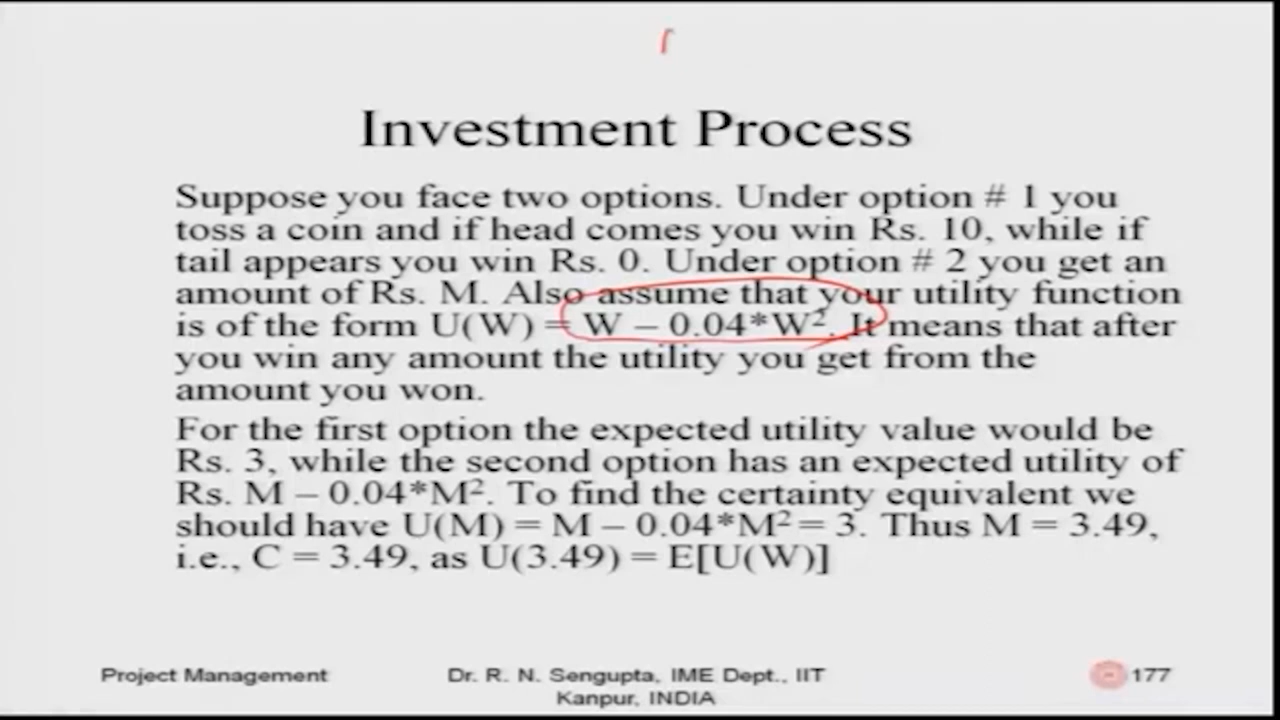 Investment Process
Suppose you face two options. Under option # 1 you
toss a coin and if head comes you win Rs. 10, while if
tail appears you win Rs. 0. Under option # 2 you get an
amount of Rs. M. Also assume that your utility function
is of the form U(W) = W – 0.04*W². It means that after
you win any amount the utility you get from the
amount you won.
For the first option the expected utility value would be
Rs. 3, while the second option has an expected utility of
Rs. M – 0.04*M². To find the certainty equivalent we
should have U(M) = M – 0.04*M² = 3. Thus M = 3.49,
i.e., C = 3.49, as U(3.49) = E[U(W)]
Project Management
Dr. R. N. Sengupta, IME Dept., IIT
Kanpur, INDIA
177